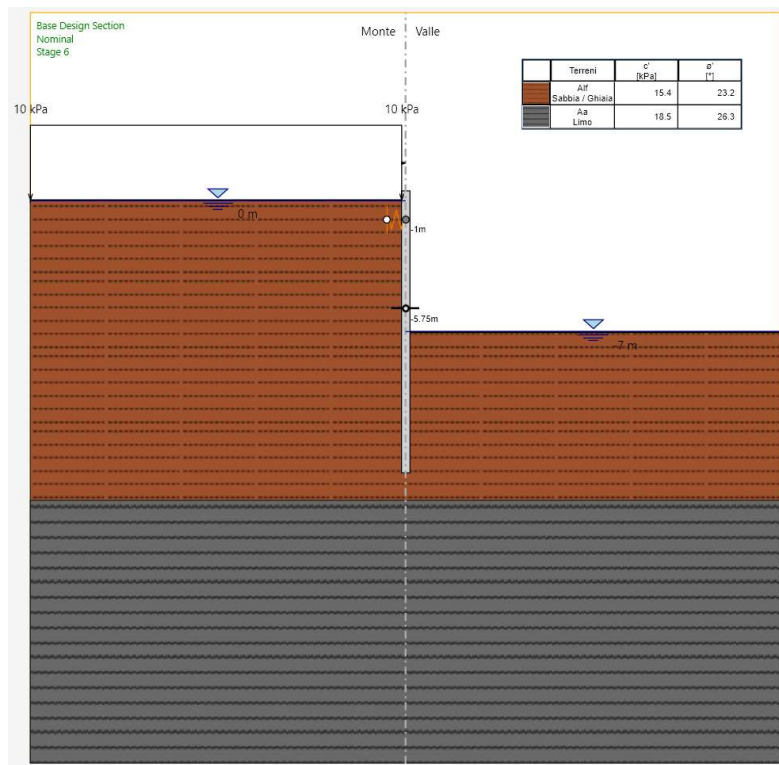 Base Design Section
Nominal
Stage 6
Monte
Valle
Terreni
c'
[kPa]
ø'
[°]
Alf
Sabbia / Ghiaia
15.4
23.2
Aa
Limo
18.5
26.3
10 kPa
10 kPa
0 m
-1m
-5.75m
-7 m